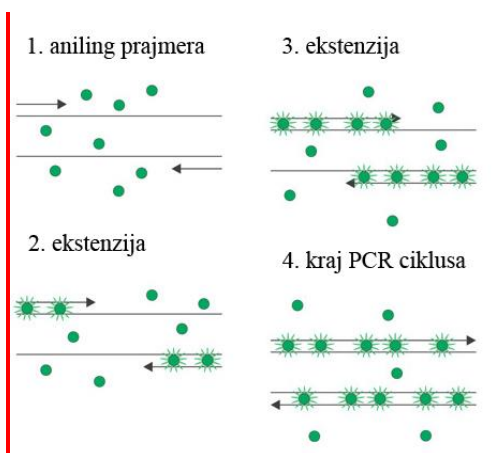 1. aniling prajmera
2. ekstenzija
3. ekstenzija
4. kraj PCR ciklusa